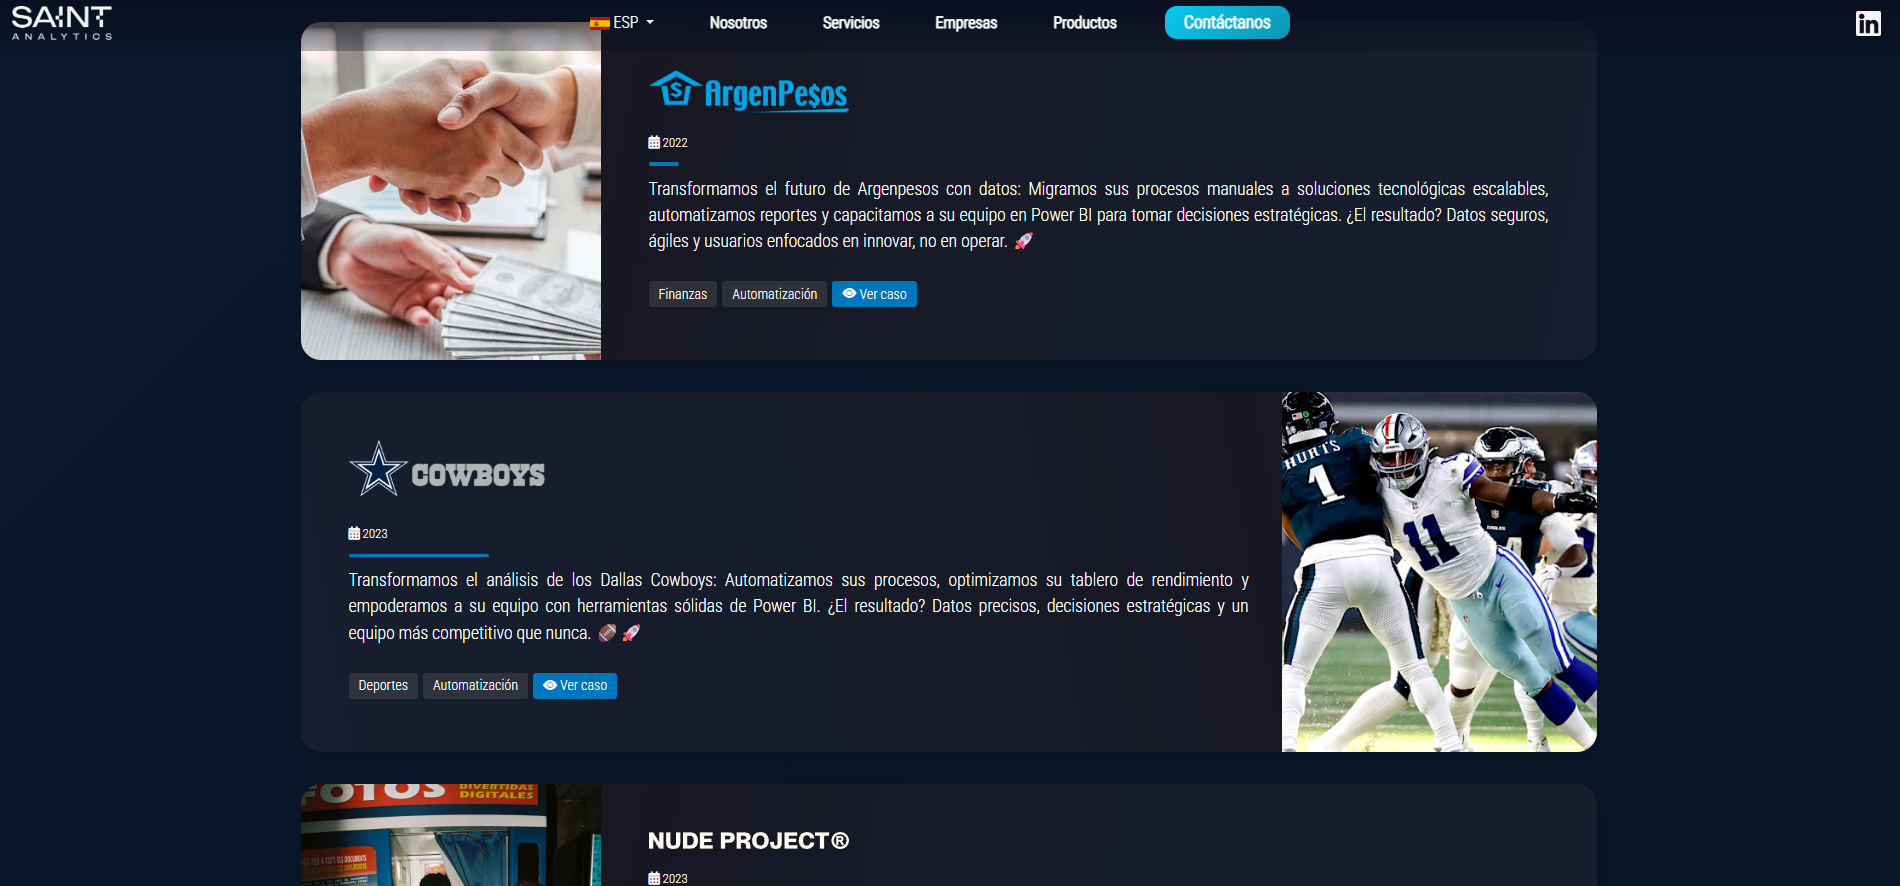 SAINT
ANALYTICS
ESP
Nosotros
Servicios
Empresas
Productos
Contáctanos
in
ArgenPe$os
2022
Transformamos el futuro de Argenpesos con datos: Migramos sus procesos manuales a soluciones tecnológicas escalables,
automatizamos reportes y capacitamos a su equipo en Power BI para tomar decisiones estratégicas. ¿El resultado? Datos seguros,
ágiles y usuarios enfocados en innovar, no en operar. 🚀
Finanzas
Automatización
Ver caso
COWBOYS
2023
Transformamos el análisis de los Dallas Cowboys: Automatizamos sus procesos, optimizamos su tablero de rendimiento y
empoderamos a su equipo con herramientas sólidas de Power BI. ¿El resultado? Datos precisos, decisiones estratégicas y un
equipo más competitivo que nunca. 🏈 🚀
Deportes
Automatización
Ver caso
HURTS
1
11
FOTOS
DIVERTIDAS
DIGITALES
NUDE PROJECT®
2023